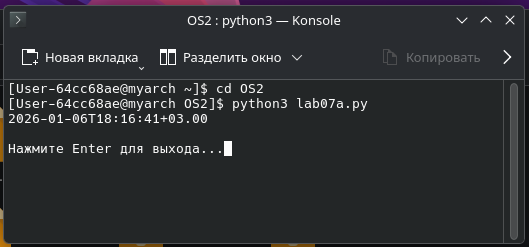 OS2 : python3 — Konsole
Новая вкладка
Разделить окно
Копировать
[User-64cc68ae@myarch ~]$ cd OS2
[User-64cc68ae@myarch OS2]$ python3 lab07a.py
2026-01-06T18:16:41+03.00
Нажмите Enter для выхода...